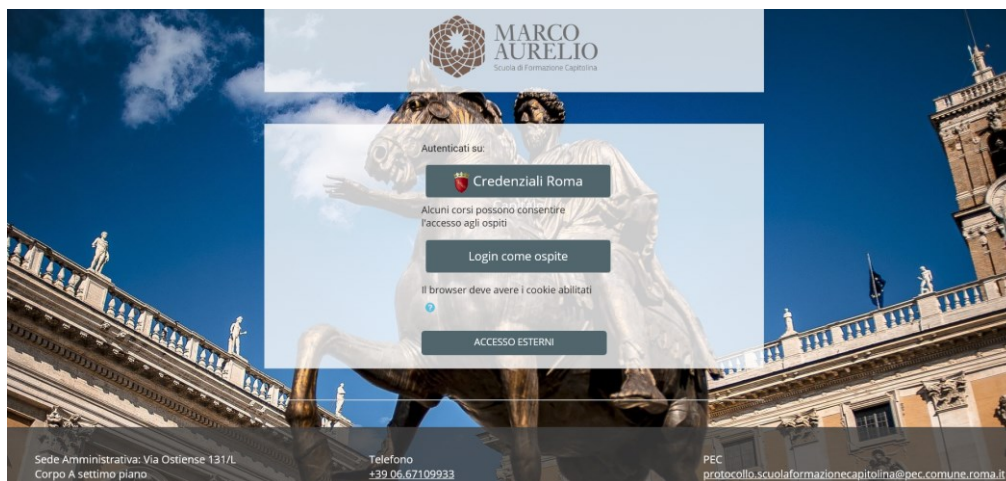 MARCO
AURELIO
Scuola di Formazione Capitolina
Autenticati su:
Credenziali Roma
Alcuni corsi possono consentire
l'accesso agli ospiti
Login come ospite
Il browser deve avere i cookie abilitati
?
ACCESSO ESTERNI
Sede Amministrativa: Via Ostiense 131/L
Corpo A settimo piano
Telefono
+39 06.67109933
PEC
protocollo.scuolaformazionecapitolina@pec.comune.roma.it